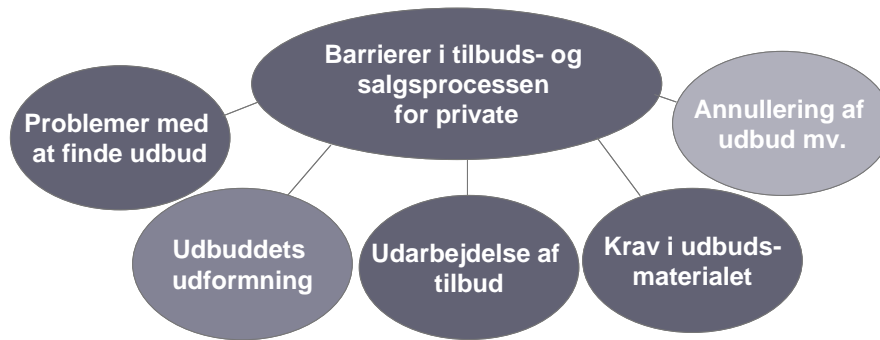 Barrierer i tilbuds- og
salgsprocessen
for private
Problemer med
at finde udbud
Udbuddets
udformning
Udarbejdelse af
tilbud
Krav i udbuds-
materialet
Annullering af
udbud mv.